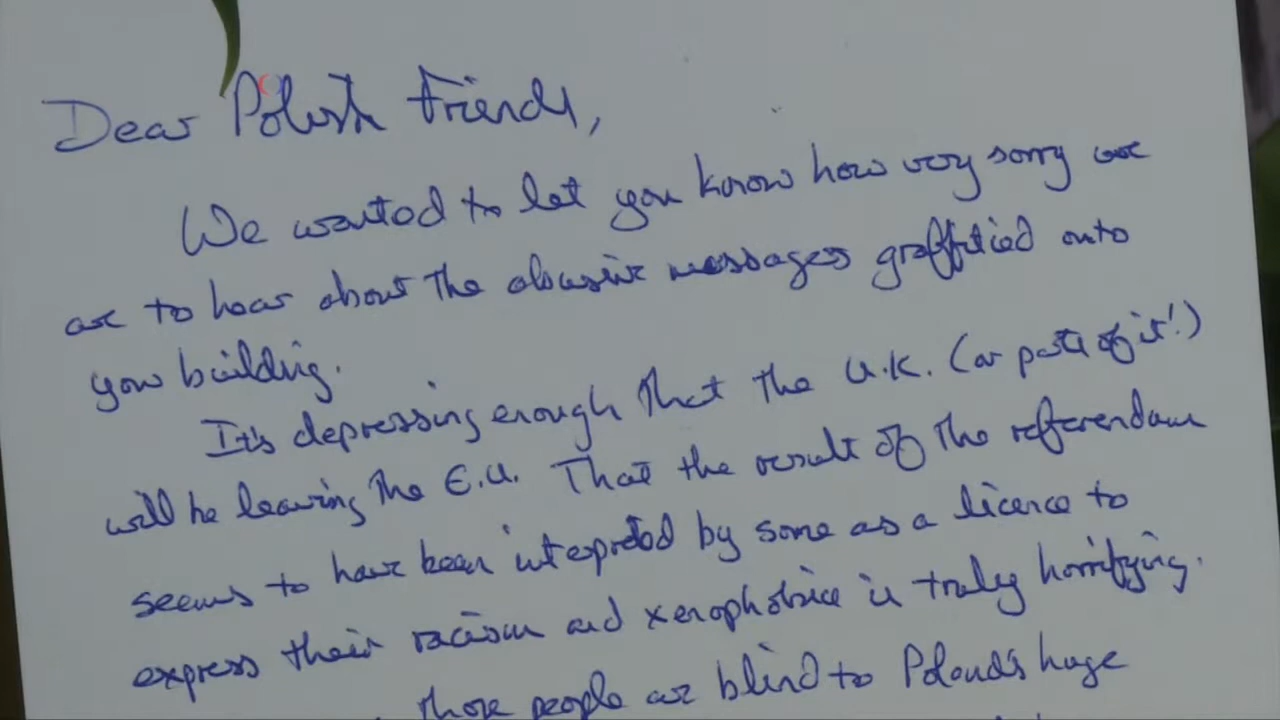 Dear Polish Friends,
We wanted to let you know how very sorry we
are to hear about the abusive messages graffitied onto
your building.
It's depressing enough that the U.K. (or parts of it!)
will be leaving the E.U. That the result of the referendum
seems to have been interpreted by some as a licence to
express their racism and xenophobia is truly horrifying.
those people are blind to Poland's huge